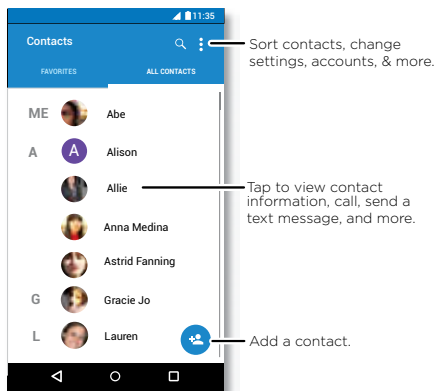 11:35
Contacts
FAVORITES
ALL CONTACTS
ME
Abe
A
A
Alison
Allie
Anna Medina
Astrid Fanning
G
Gracie Jo
L
Lauren
Sort contacts, change
settings, accounts, & more.
Tap to view contact
information, call, send a
text message, and more.
Add a contact.